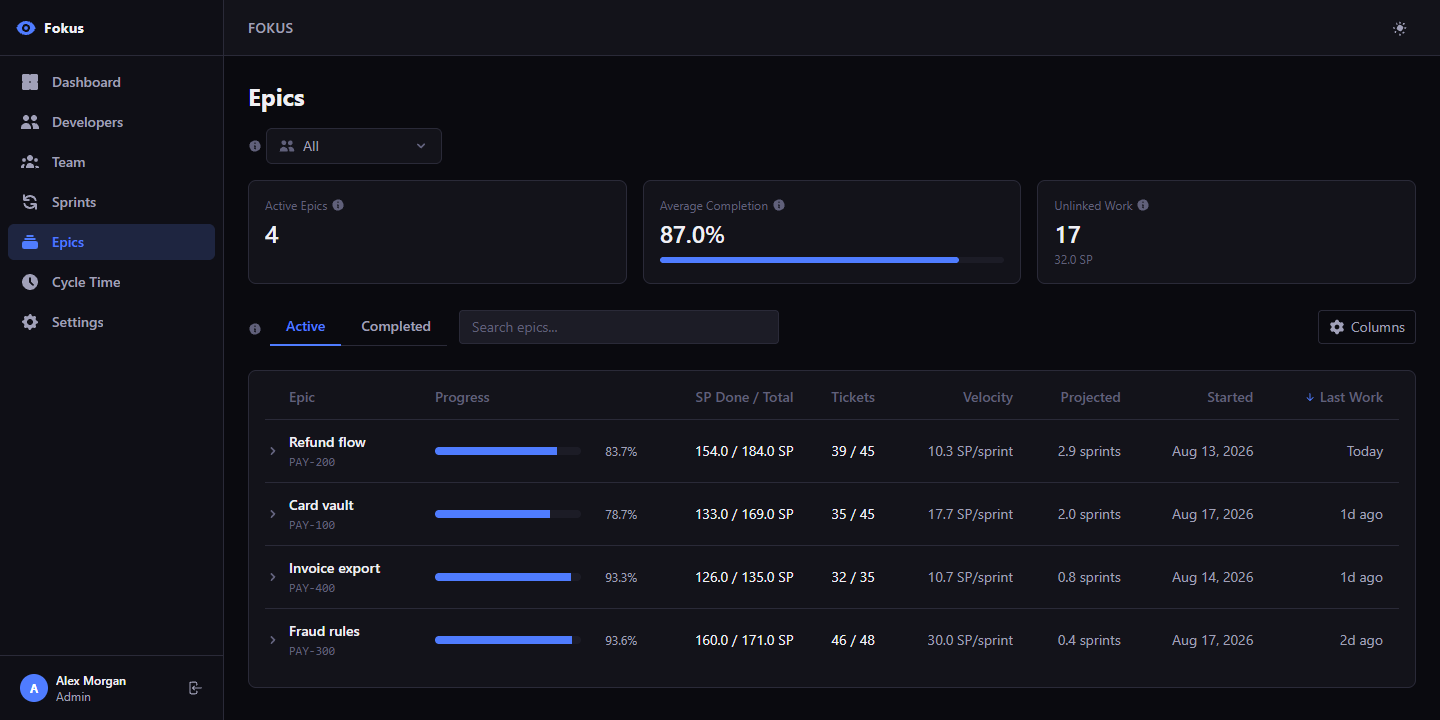 Fokus
FOKUS
Dashboard
Developers
Team
Sprints
Epics
Cycle Time
Settings
Alex Morgan
A
Admin
Epics
All
Active Epics
4
Average Completion
87.0%
Unlinked Work
17
32.0 SP
Active Completed Search epics... Columns
Epic Progress SP Done / Total Tickets Velocity Projected Started ↓ Last Work
Refund flow
PAY-200
83.7% 154.0 / 184.0 SP 39 / 45 10.3 SP/sprint 2.9 sprints Aug 13, 2026 Today
Card vault
PAY-100
78.7% 133.0 / 169.0 SP 35 / 45 17.7 SP/sprint 2.0 sprints Aug 17, 2026 1d ago
Invoice export
PAY-400
93.3% 126.0 / 135.0 SP 32 / 35 10.7 SP/sprint 0.8 sprints Aug 14, 2026 1d ago
Fraud rules
PAY-300
93.6% 160.0 / 171.0 SP 46 / 48 30.0 SP/sprint 0.4 sprints Aug 17, 2026 2d ago